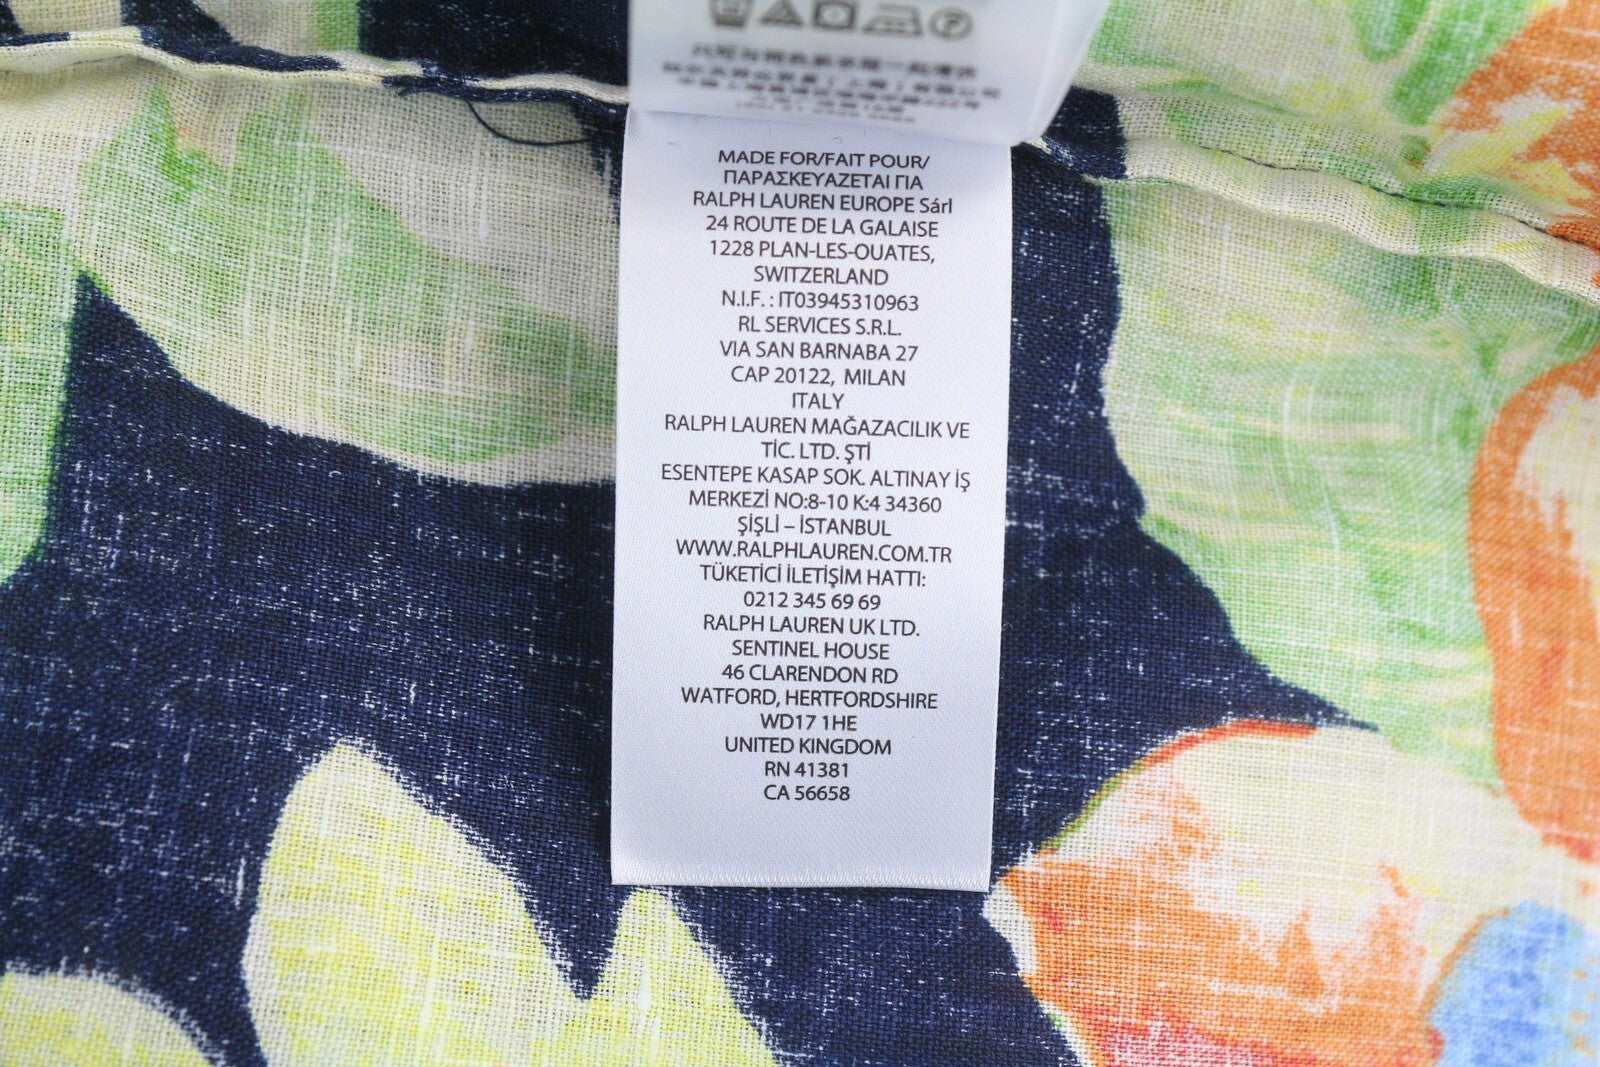 MADE FOR/FAIT POUR/
ΠΑΡΑΣΚΕΥΑΖΕΤΑΙ ΓΙΑ
RALPH LAUREN EUROPE Sárl
24 ROUTE DE LA GALAISE
1228 PLAN-LES-OUATES,
SWITZERLAND
N.I.F. : IT03945310963
RL SERVICES S.R.L.
VIA SAN BARNABA 27
CAP 20122, MILAN
ITALY
RALPH LAUREN MAĞAZACILIK VE
TİC. LTD. ŞTİ
ESENTEPE KASAP SOK. ALTINAY İŞ
MERKEZİ NO:8-10 K:4 34360
ŞİŞLİ – İSTANBUL
WWW.RALPHLAUREN.COM.TR
TÜKETİCİ İLETİŞİM HATTI:
0212 345 69 69
RALPH LAUREN UK LTD.
SENTINEL HOUSE
46 CLARENDON RD
WATFORD, HERTFORDSHIRE
WD17 1HE
UNITED KINGDOM
RN 41381
CA 56658